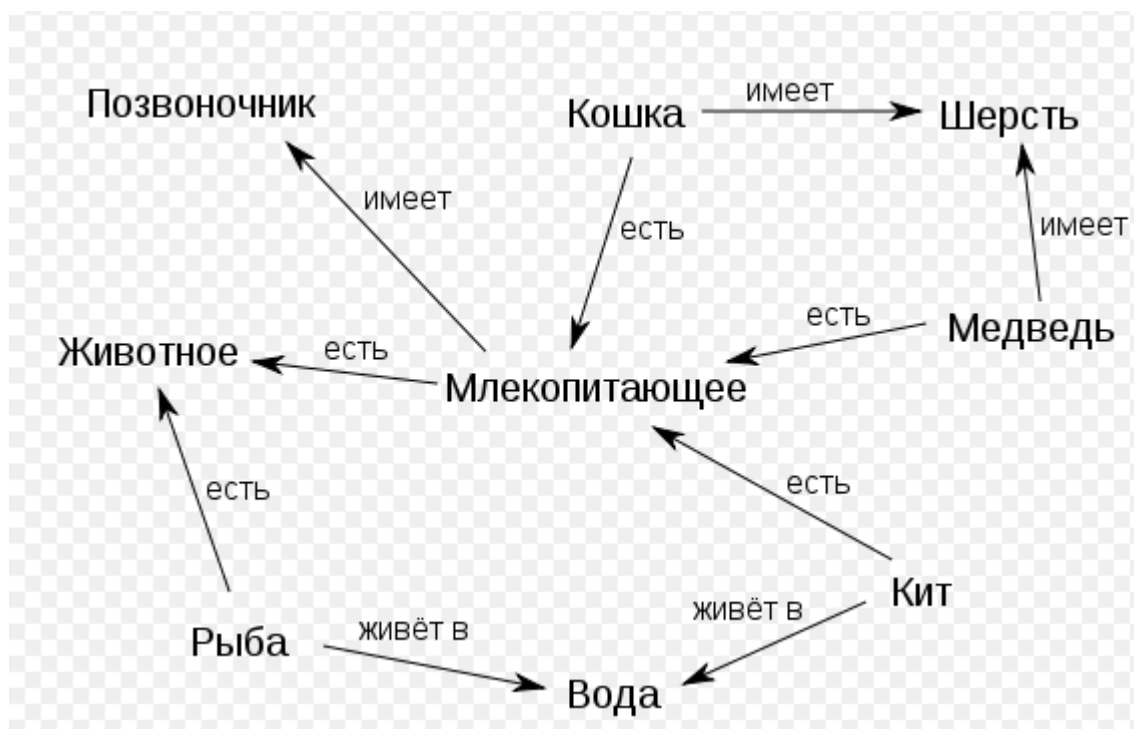 Позвоночник
Кошка
имеет
Шерсть
имеет
есть
имеет
есть
Медведь
Животное
есть
Млекопитающее
есть
есть
Кит
живёт в
Рыба
живёт в
Вода